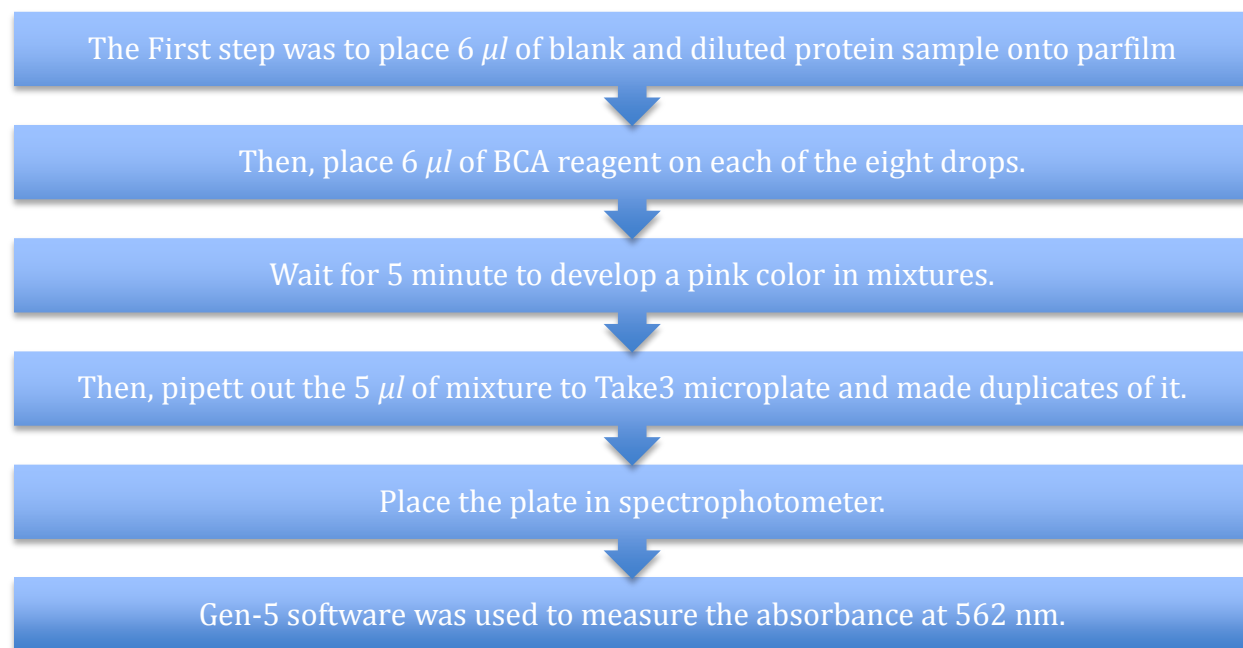 The First step was to place 6 μl of blank and diluted protein sample onto parfilm
Then, place 6 μl of BCA reagent on each of the eight drops.
Wait for 5 minute to develop a pink color in mixtures.
Then, pipett out the 5 μl of mixture to Take3 microplate and made duplicates of it.
Place the plate in spectrophotometer.
Gen-5 software was used to measure the absorbance at 562 nm.